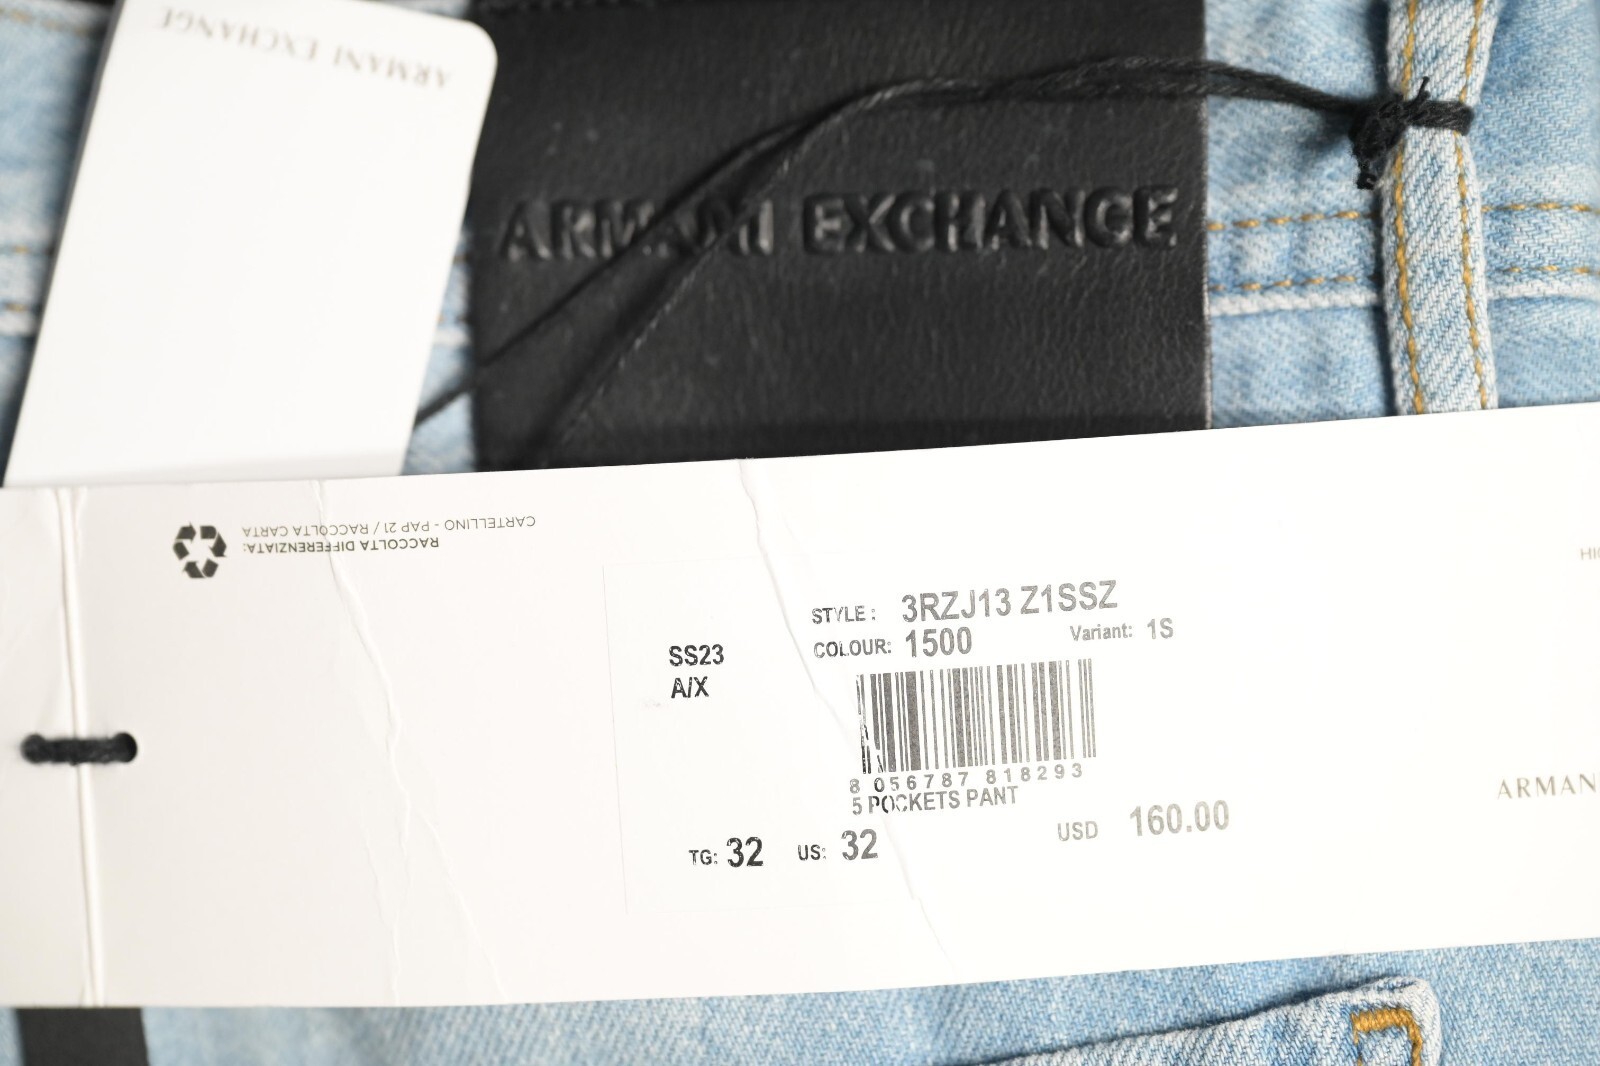 ARMANI EXCHANGE
ARMANI EXCHANGE
RACCOLTA DIFFERENZIATA:
CARTELLINO - PAP 21 / RACCOLTA CARTA
STYLE: 3RZJ13 Z1SSZ
SS23
COLOUR: 1500 Variant: 1S
A/X
8 056787 818293
5 POCKETS PANT
TG: 32 US: 32 USD 160.00
ARMANI